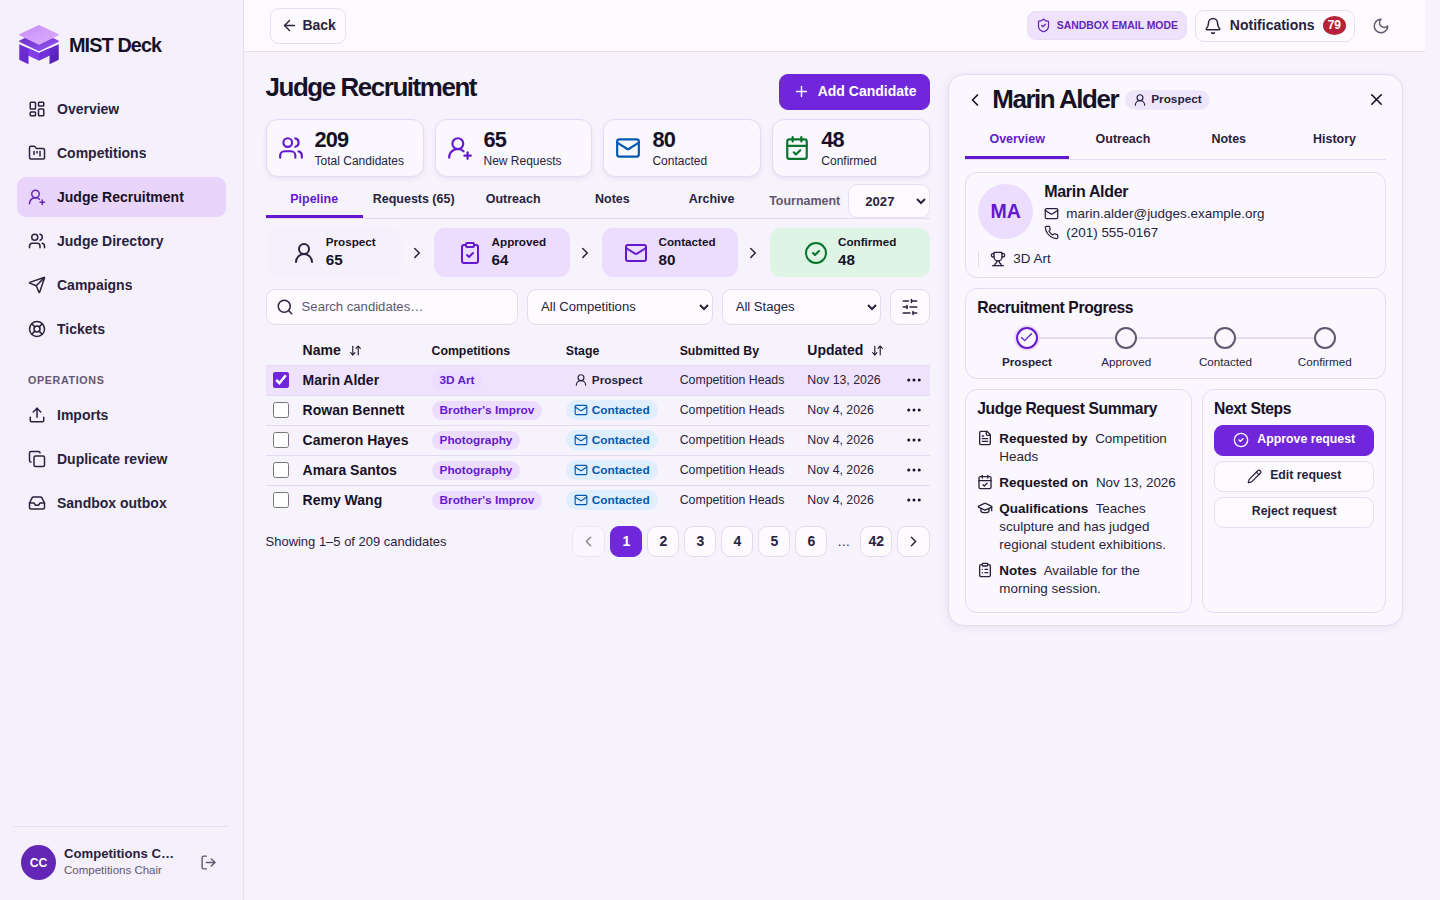 MIST Deck
Overview
Competitions
Judge Recruitment
Judge Directory
Campaigns
Tickets
OPERATIONS
Imports
Duplicate review
Sandbox outbox
CC
Competitions C…
Competitions Chair
Back
SANDBOX EMAIL MODE
Notifications 79
Judge Recruitment
Add Candidate
209
Total Candidates
65
New Requests
80
Contacted
48
Confirmed
Pipeline Requests (65) Outreach Notes Archive Tournament 2027
Prospect
65
Approved
64
Contacted
80
Confirmed
48
Search candidates… All Competitions All Stages
Name Competitions Stage Submitted By Updated
Marin Alder 3D Art Prospect Competition Heads Nov 13, 2026
Rowan Bennett Brother's Improv Contacted Competition Heads Nov 4, 2026
Cameron Hayes Photography Contacted Competition Heads Nov 4, 2026
Amara Santos Photography Contacted Competition Heads Nov 4, 2026
Remy Wang Brother's Improv Contacted Competition Heads Nov 4, 2026
Showing 1–5 of 209 candidates
1 2 3 4 5 6 … 42
Marin Alder Prospect
Overview Outreach Notes History
MA
Marin Alder
marin.alder@judges.example.org
(201) 555-0167
3D Art
Recruitment Progress
Prospect Approved Contacted Confirmed
Judge Request Summary
Requested by Competition
Heads
Requested on Nov 13, 2026
Qualifications Teaches
sculpture and has judged
regional student exhibitions.
Notes Available for the
morning session.
Next Steps
Approve request
Edit request
Reject request